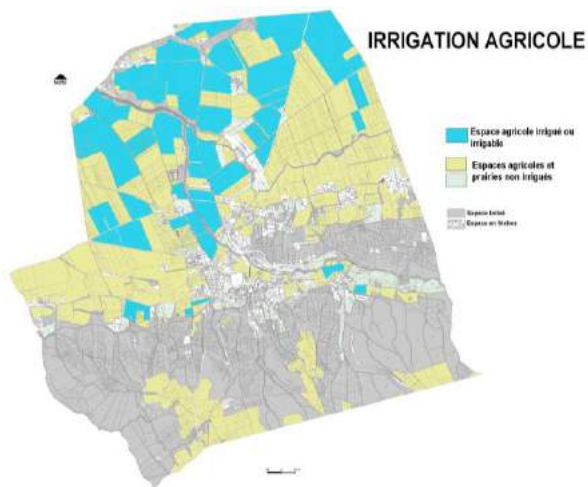 IRRIGATION AGRICOLE
Espace agricole irrigué ou
irrigable
Espaces agricoles et
prairies non irrigués
Espace boisé
Espace en friches